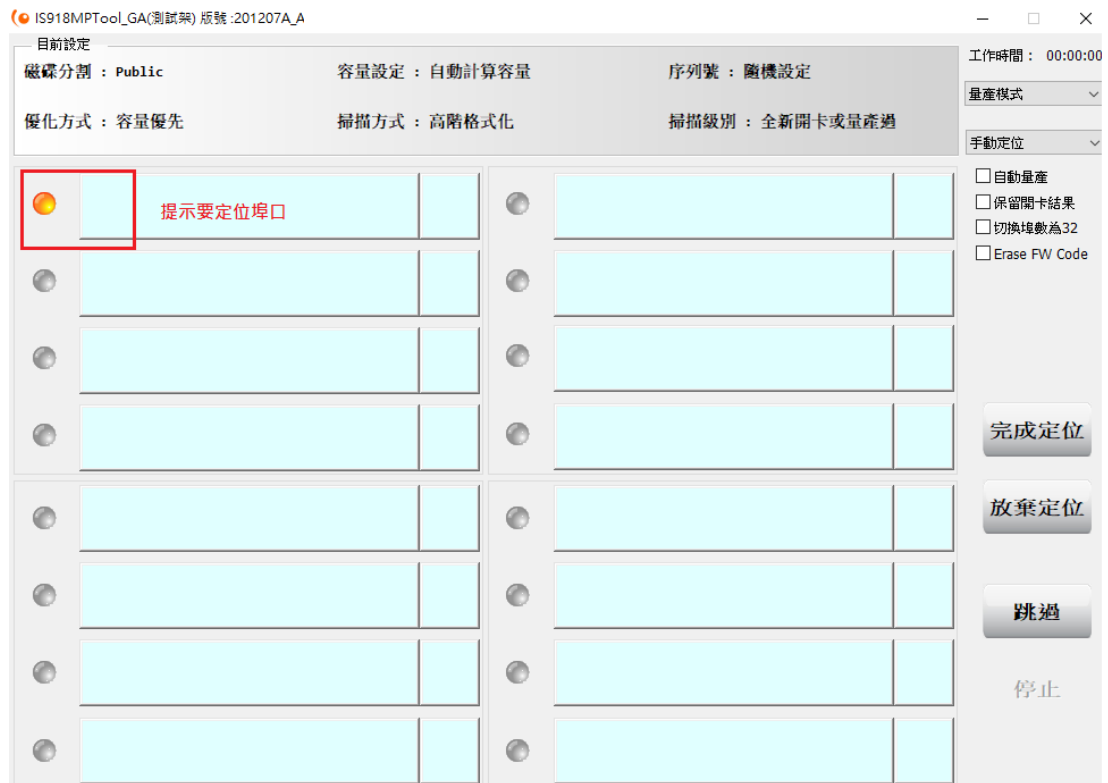 IS918MPTool_GA(測試架) 版號 :201207A_A
目前設定
磁碟分割 : Public
容量設定 : 自動計算容量
序列號 : 隨機設定
優化方式 : 容量優先
掃描方式 : 高階格式化
掃描級別 : 全新開卡或量產過
工作時間 : 00:00:00
量產模式
手動定位
自動量產
保留開卡結果
切換埠數為32
Erase FW Code
提示要定位埠口
完成定位
放棄定位
跳過
停止